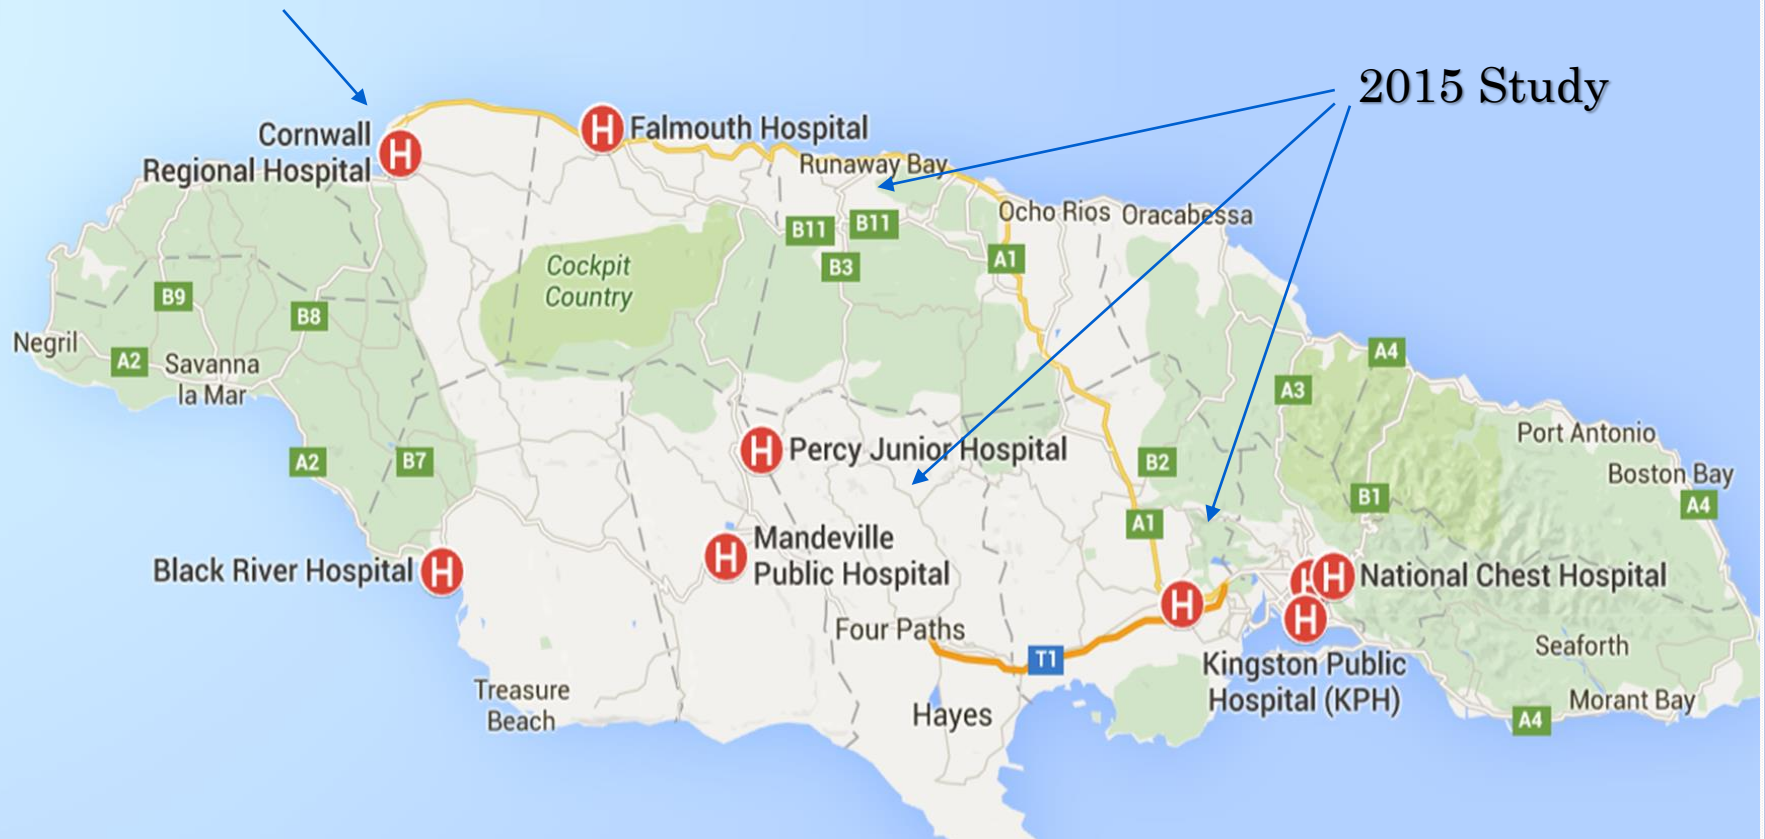 2015 Study
Cornwall
Regional Hospital
H
H
Falmouth Hospital
Runaway Bay
Ocho Rios
Oracabessa
B11
B11
A1
B3
Cockpit
Country
B9
B8
Negril
A2
Savanna
la Mar
A4
A3
Port Antonio
Boston Bay
A4
A2
B7
H
Percy Junior Hospital
B2
B1
A1
Black River Hospital
H
H
Mandeville
Public Hospital
H
H
H
National Chest Hospital
H
Four Paths
T1
Kingston Public
Hospital (KPH)
Seaforth
Morant Bay
A4
Treasure
Beach
Hayes